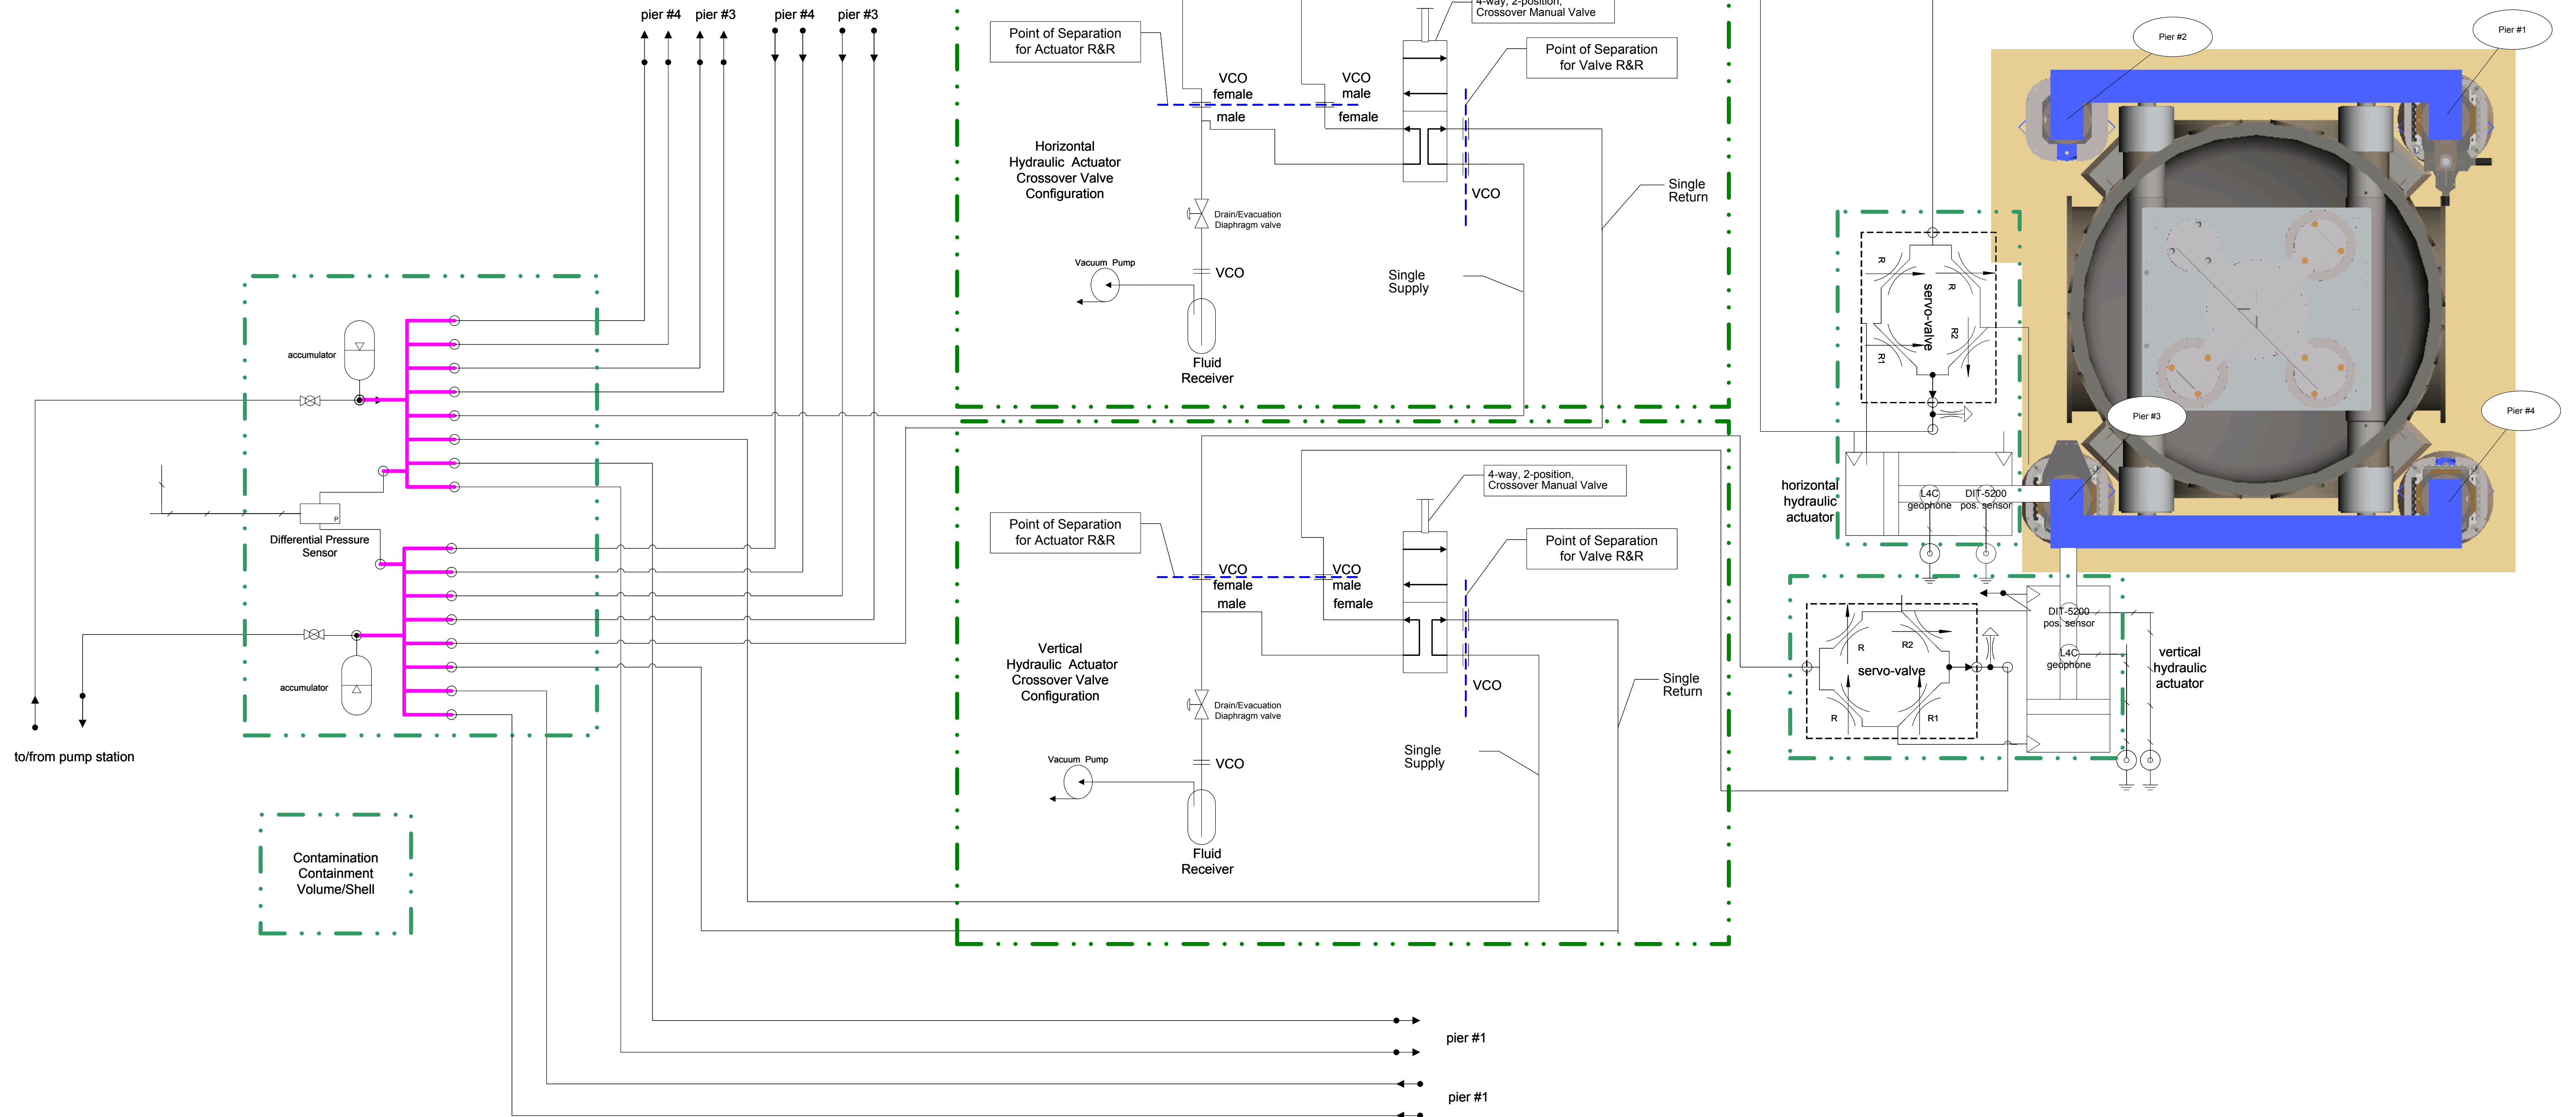 pier #4
pier #3
pier #4
pier #3
4-way, 2-position,
Crossover Manual Valve
Point of Separation
for Actuator R&R
Point of Separation
for Valve R&R
VCO
female
male
VCO
male
female
Horizontal
Hydraulic Actuator
Crossover Valve
Configuration
VCO
Single
Return
Drain/Evacuation
Diaphragm valve
Vacuum Pump
VCO
Single
Supply
Fluid
Receiver
accumulator
Differential Pressure
Sensor
P
accumulator
to/from pump station
Contamination
Containment
Volume/Shell
4-way, 2-position,
Crossover Manual Valve
Point of Separation
for Actuator R&R
Point of Separation
for Valve R&R
VCO
female
male
VCO
male
female
Vertical
Hydraulic Actuator
Crossover Valve
Configuration
VCO
Single
Return
Drain/Evacuation
Diaphragm valve
Vacuum Pump
VCO
Single
Supply
Fluid
Receiver
pier #1
pier #1
Pier #2
Pier #1
Pier #3
Pier #4
R
R
servo-valve
R2
R1
horizontal
hydraulic
actuator
L4C
geophone
DIT-5200
pos. sensor
R
R2
servo-valve
R
R1
DIT-5200
pos. sensor
L4C
geophone
vertical
hydraulic
actuator